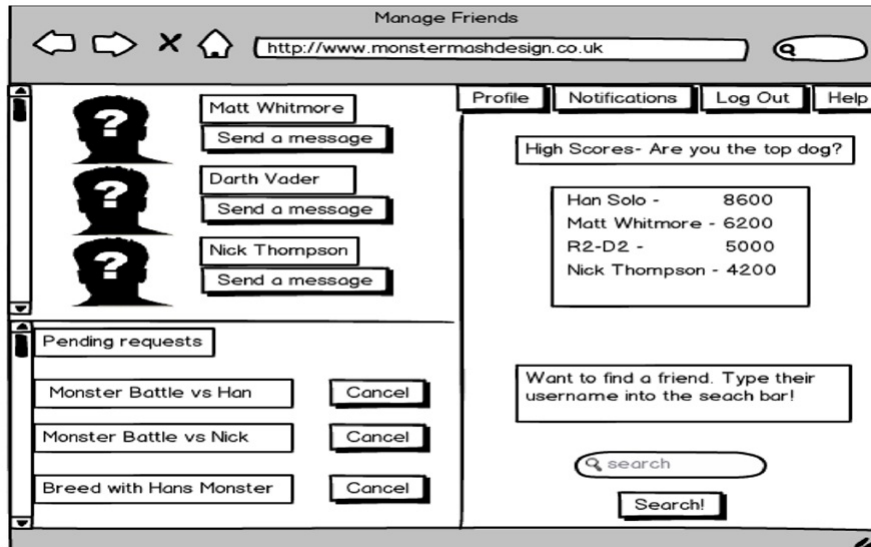 Manage Friends
http://www.monstermashdesign.co.uk
Profile
Notifications
Log Out
Help
Matt Whitmore
Send a message
Darth Vader
Send a message
Nick Thompson
Send a message
High Scores- Are you the top dog?
Han Solo - 8600
Matt Whitmore - 6200
R2-D2 - 5000
Nick Thompson - 4200
Pending requests
Monster Battle vs Han
Cancel
Monster Battle vs Nick
Cancel
Breed with Hans Monster
Cancel
Want to find a friend. Type their
username into the seach bar!
search
Search!